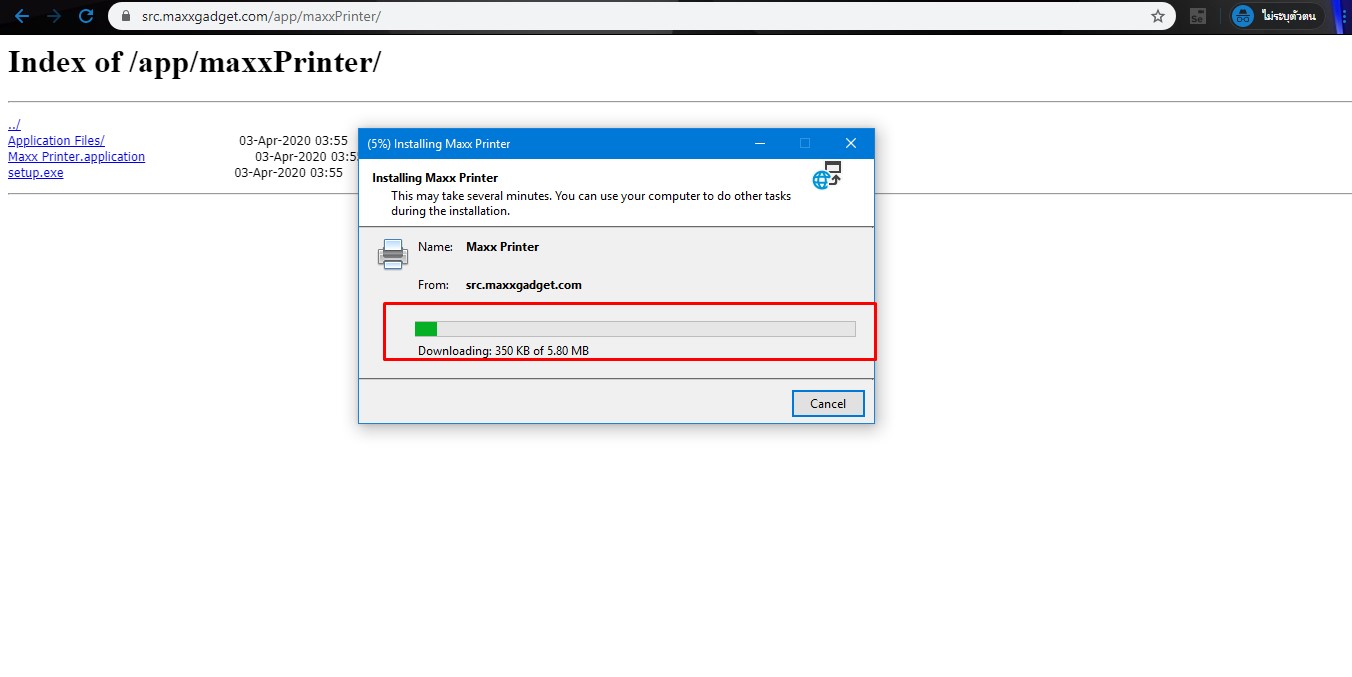 src.maxxgadget.com/app/maxxPrinter/
Se
ไม่ระบุตัวตน
Index of /app/maxxPrinter/
../
Application Files/ 03-Apr-2020 03:55
Maxx Printer.application 03-Apr-2020 03:5
setup.exe 03-Apr-2020 03:55
(5%) Installing Maxx Printer
Installing Maxx Printer
This may take several minutes. You can use your computer to do other tasks
during the installation.
Name: Maxx Printer
From: src.maxxgadget.com
Downloading: 350 KB of 5.80 MB
Cancel